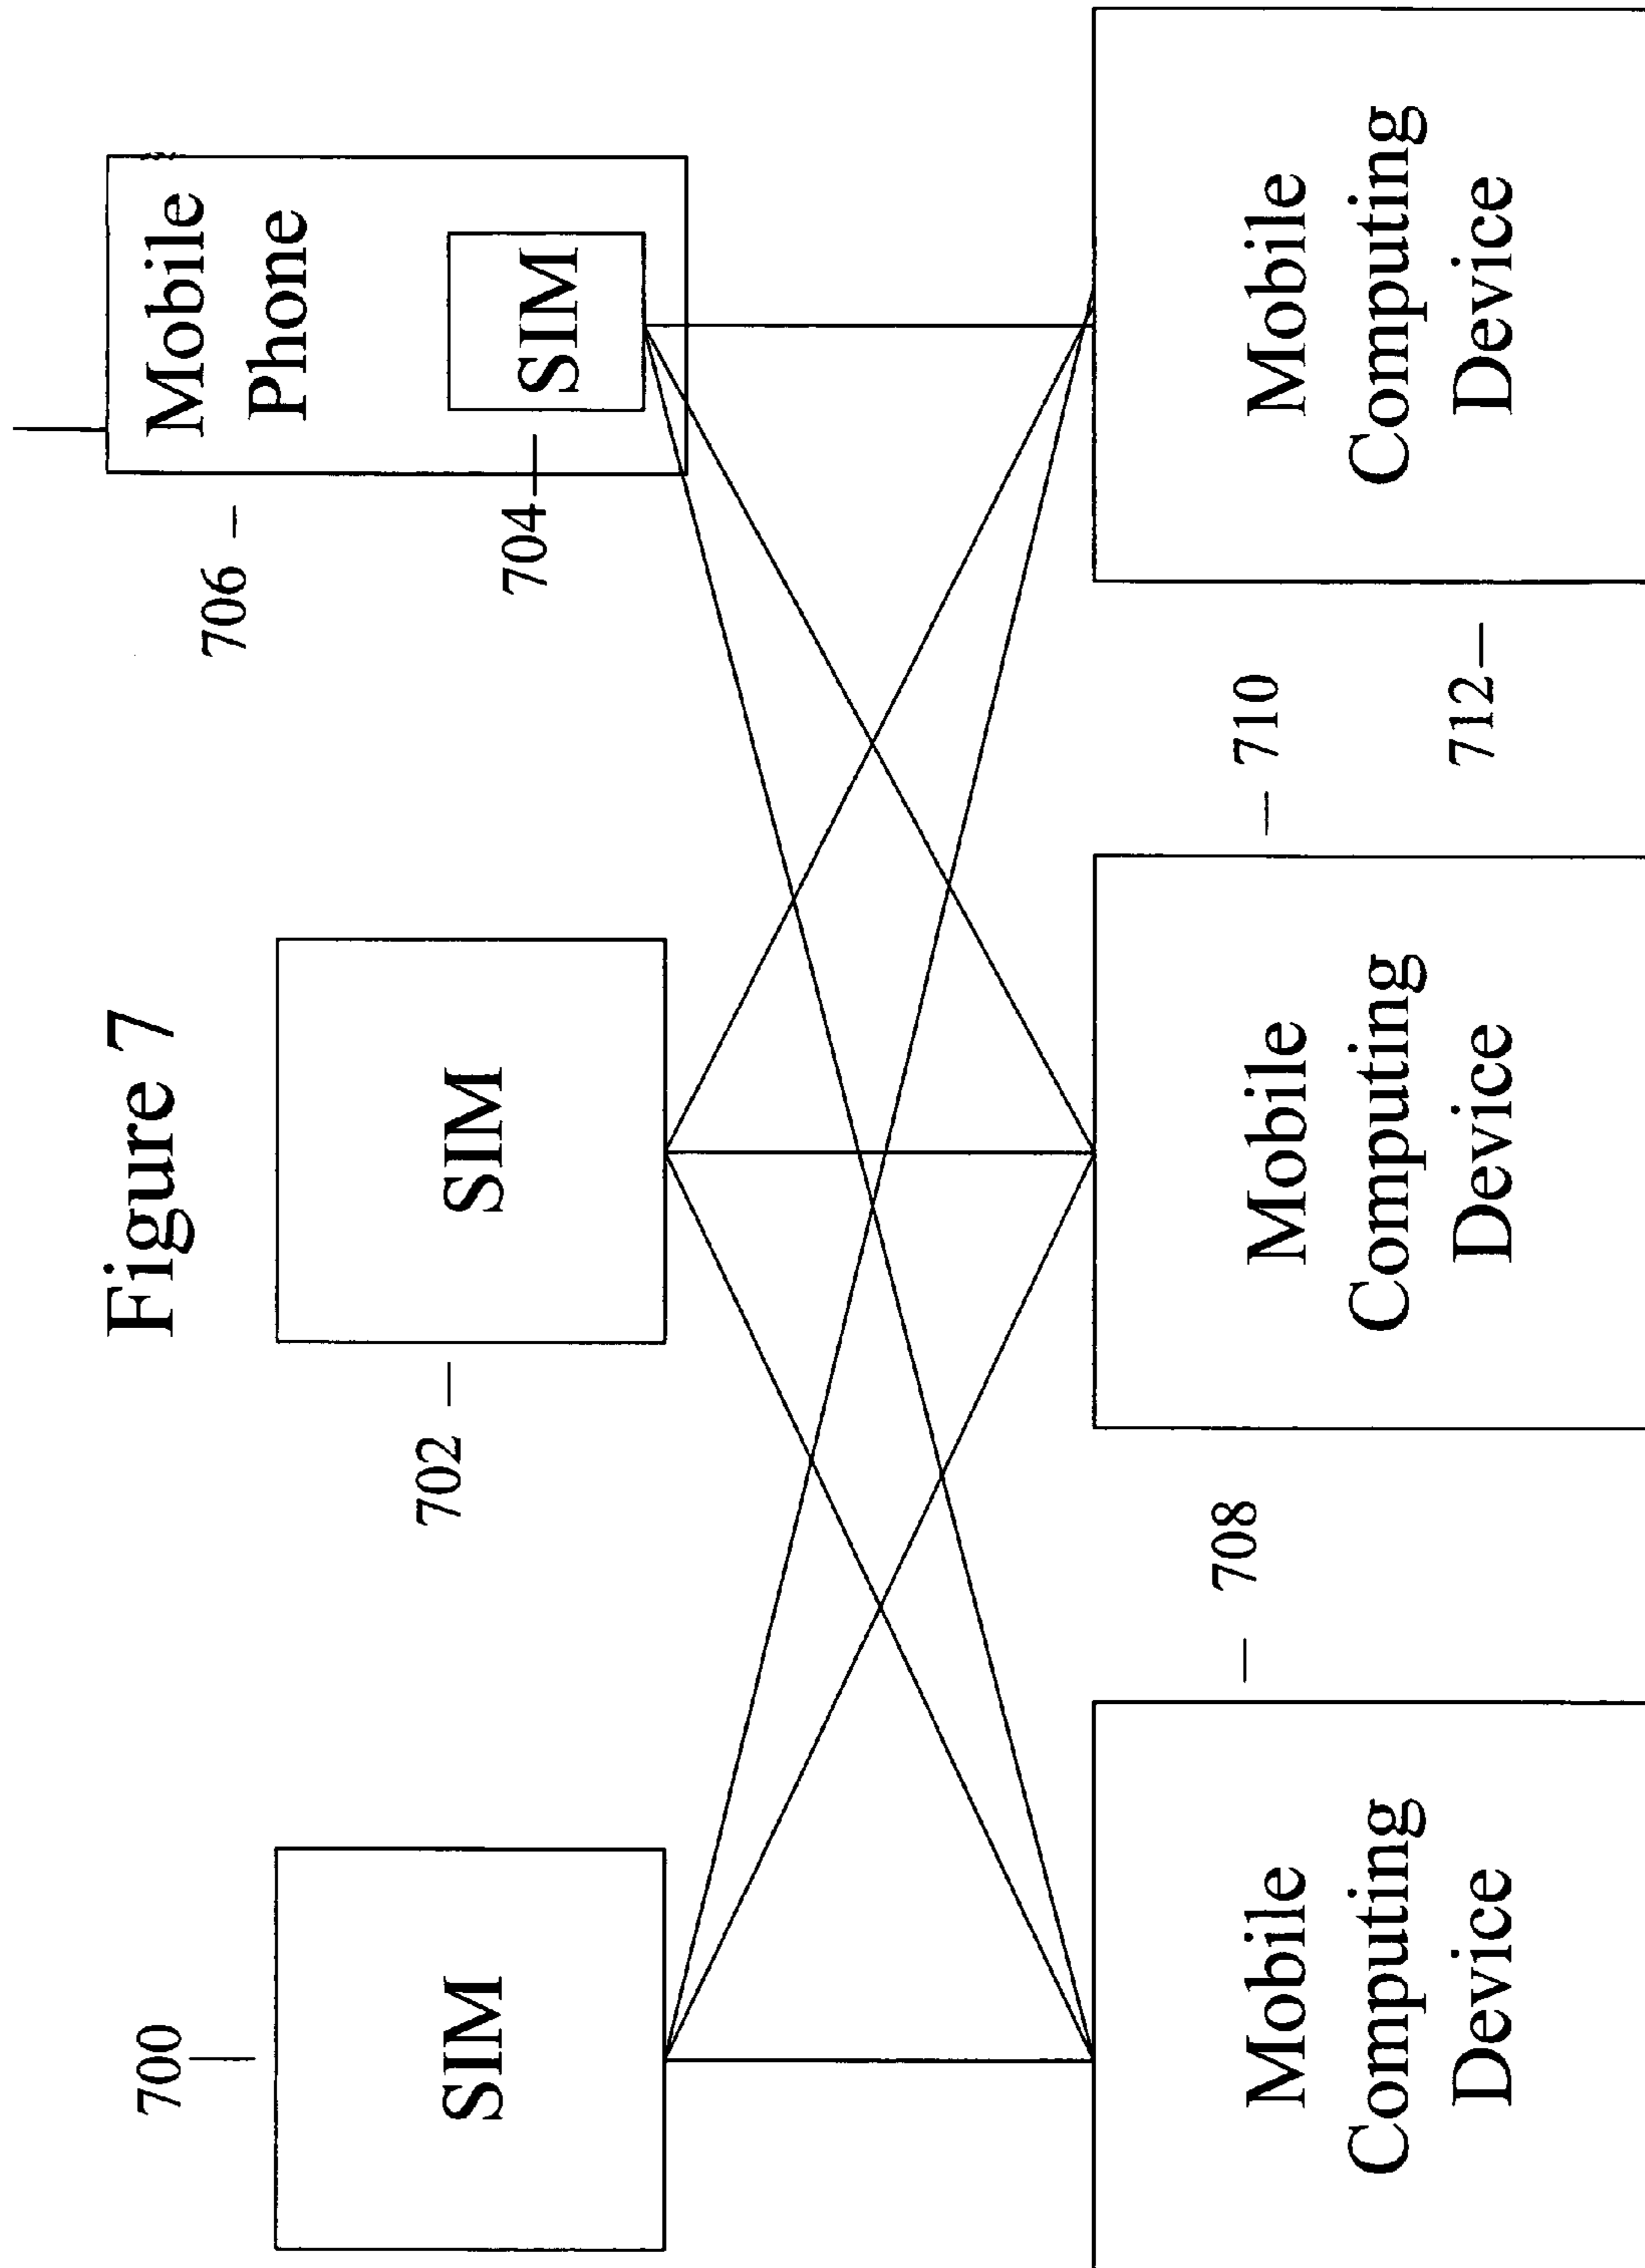 Figure 7
700
SIM
702
SIM
706
Mobile
Phone
704
SIM
708
Mobile
Computing
Device
710
Mobile
Computing
Device
712
Mobile
Computing
Device